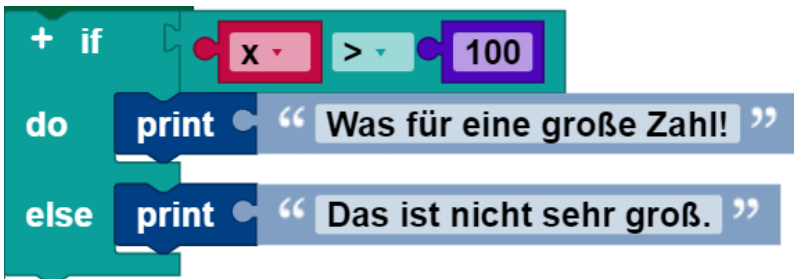 + if x > 100
do print “ Was für eine große Zahl! ”
else print “ Das ist nicht sehr groß. ”